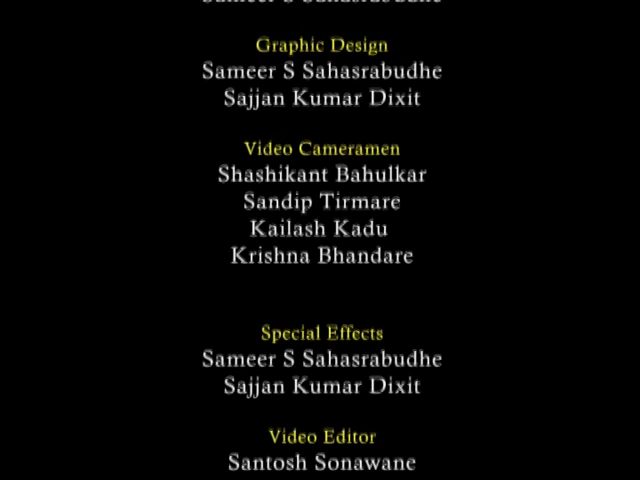 Graphic Design
Sameer S Sahasrabudhe
Sajjan Kumar Dixit
Video Cameramen
Shashikant Bahulkar
Sandip Tirmare
Kailash Kadu
Krishna Bhandare
Special Effects
Sameer S Sahasrabudhe
Sajjan Kumar Dixit
Video Editor
Santosh Sonawane